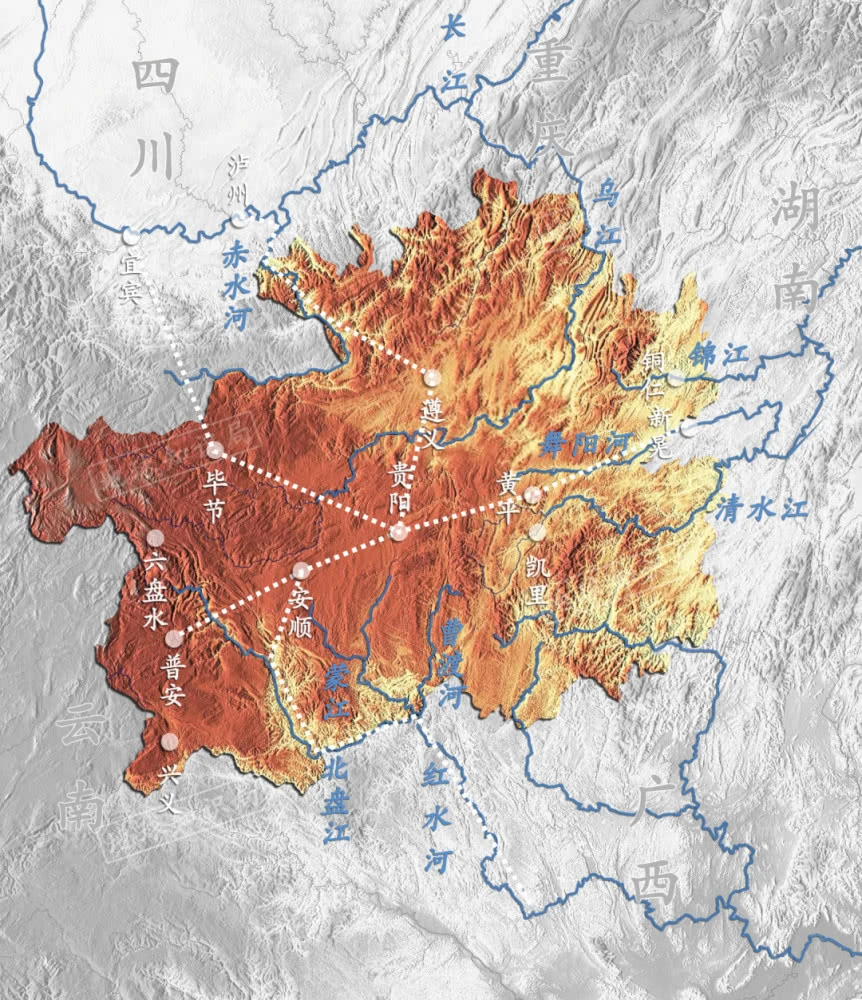 长江
重庆
四川
泸州
乌江
湖南
宜宾
赤水河
铜仁
锦江
新晃
遵义
舞阳河
贵阳
毕节
黄平
清水江
六盘水
安顺
凯里
普安
蒙江
兴义
北盘江
红水河
云南
广西